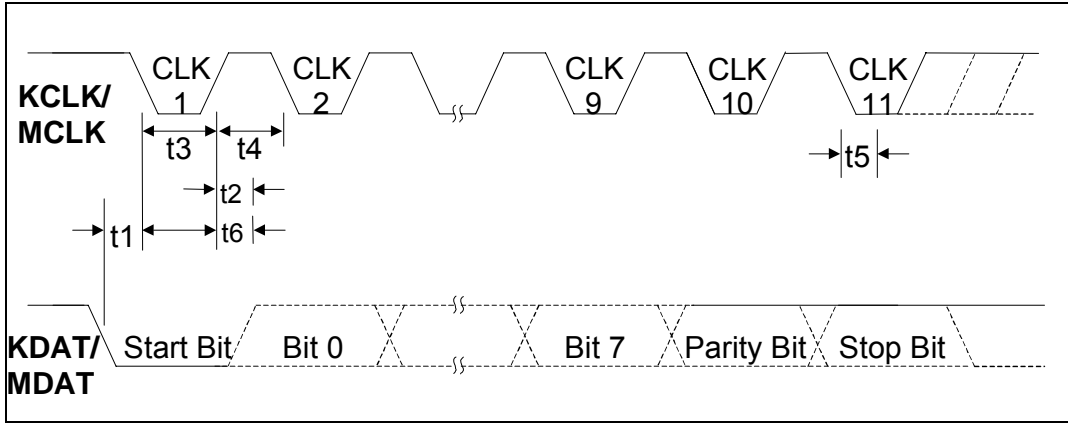 KCLK/
MCLK
CLK
1
CLK
2
CLK
9
CLK
10
CLK
11
t3
t4
t5
t2
t1
t6
KDAT/
MDAT
Start Bit
Bit 0
Bit 7
Parity Bit
Stop Bit